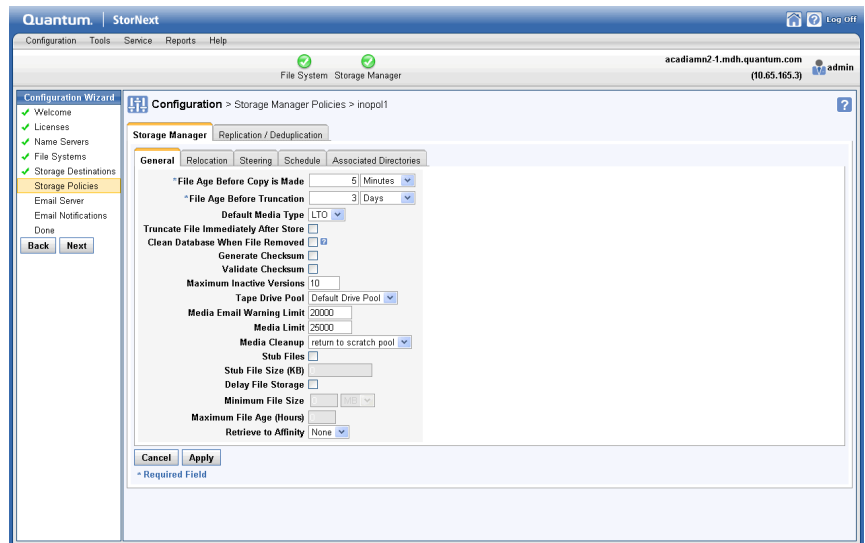 Quantum. StorNext
Log Off
Configuration Tools Service Reports Help
File System Storage Manager
acadiamn2-1.mdh.quantum.com
(10.65.165.3)
admin
Configuration Wizard
Welcome
Licenses
Name Servers
File Systems
Storage Destinations
Storage Policies
Email Server
Email Notifications
Done
Back Next
Configuration > Storage Manager Policies > inopol1
Storage Manager Replication / Deduplication
General Relocation Steering Schedule Associated Directories
*File Age Before Copy is Made 5 Minutes
*File Age Before Truncation 3 Days
Default Media Type LTO
Truncate File Immediately After Store
Clean Database When File Removed
Generate Checksum
Validate Checksum
Maximum Inactive Versions 10
Tape Drive Pool Default Drive Pool
Media Email Warning Limit 20000
Media Limit 25000
Media Cleanup return to scratch pool
Stub Files
Stub File Size (KB)
Delay File Storage
Minimum File Size MB
Maximum File Age (Hours)
Retrieve to Affinity None
Cancel Apply
* Required Field